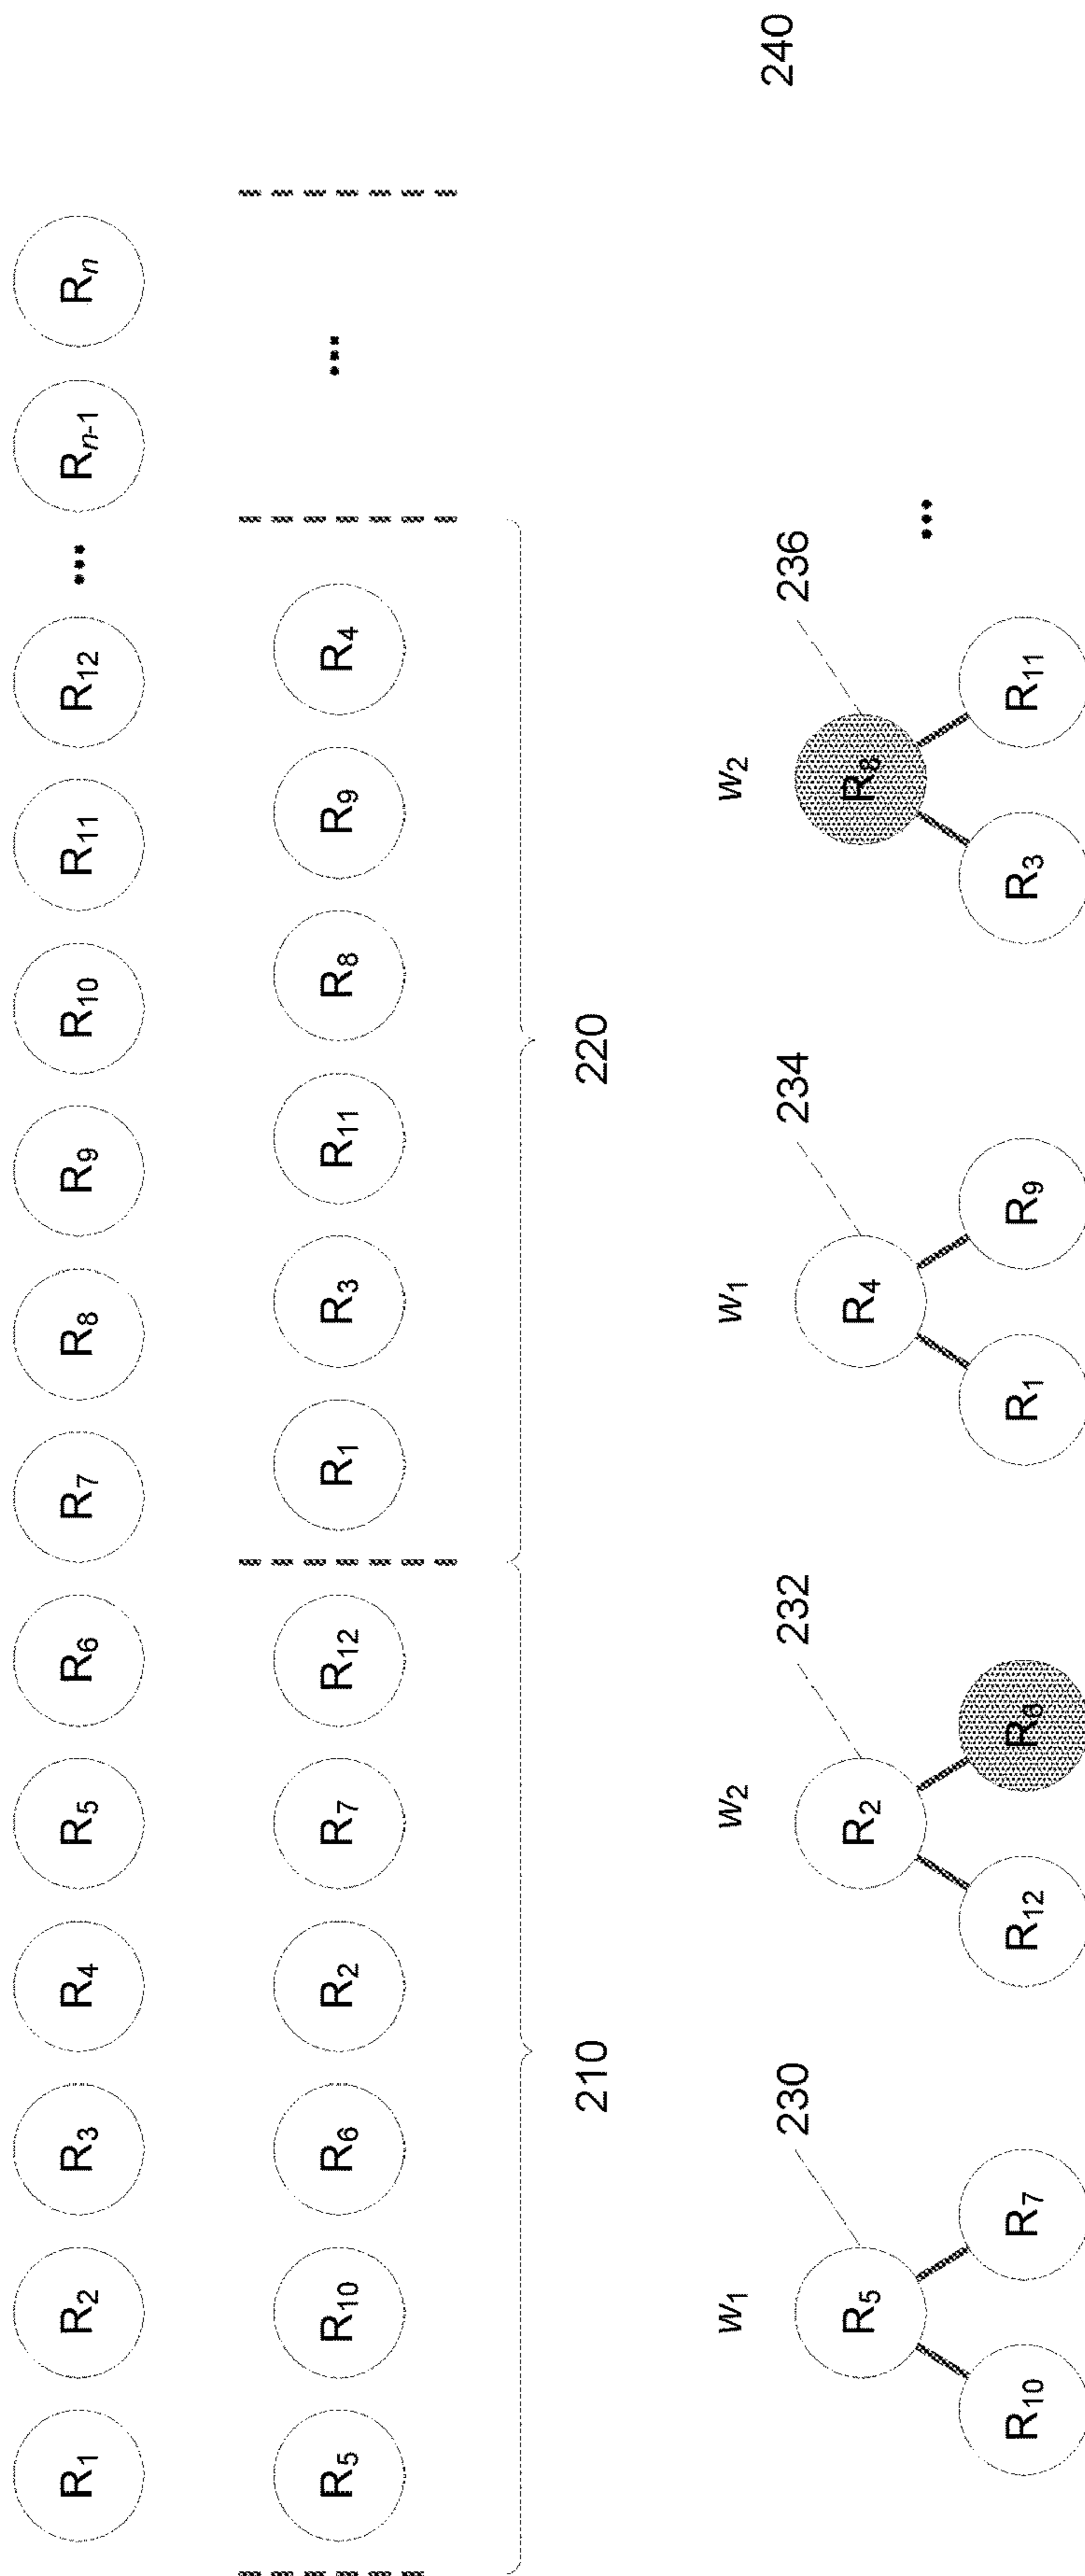 R1 R2 R3 R4 R5 R6 R7 R8 R9 R10 R11 R12 ••• Rn-1 Rn
R5 R10 R6 R2 R7 R12 R1 R3 R11 R8 R9 R4 •••
210 220
W1 W2 W1 W2
230 232 234 236 240
R5 R2 R4 R8
•••
R10 R7 R12 R6 R1 R9 R3 R11